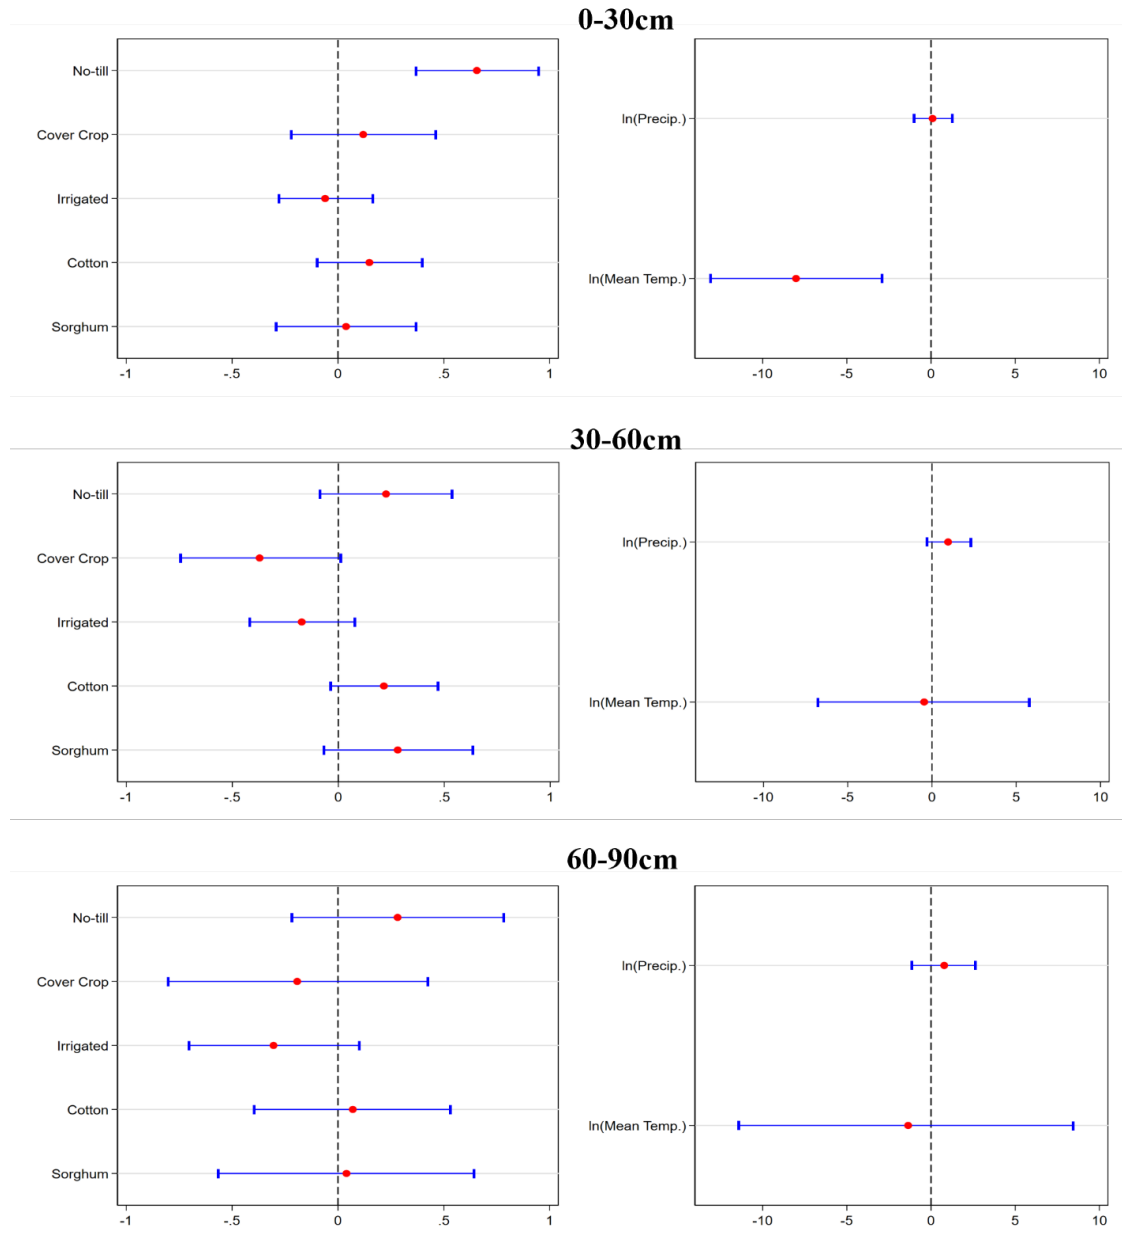 0-30cm
No-till
Cover Crop
Irrigated
Cotton
Sorghum
-1 -.5 0 .5 1
ln(Precip.)
ln(Mean Temp.)
-10 -5 0 5 10
30-60cm
No-till
Cover Crop
Irrigated
Cotton
Sorghum
-1 -.5 0 .5 1
ln(Precip.)
ln(Mean Temp.)
-10 -5 0 5 10
60-90cm
No-till
Cover Crop
Irrigated
Cotton
Sorghum
-1 -.5 0 .5 1
ln(Precip.)
ln(Mean Temp.)
-10 -5 0 5 10